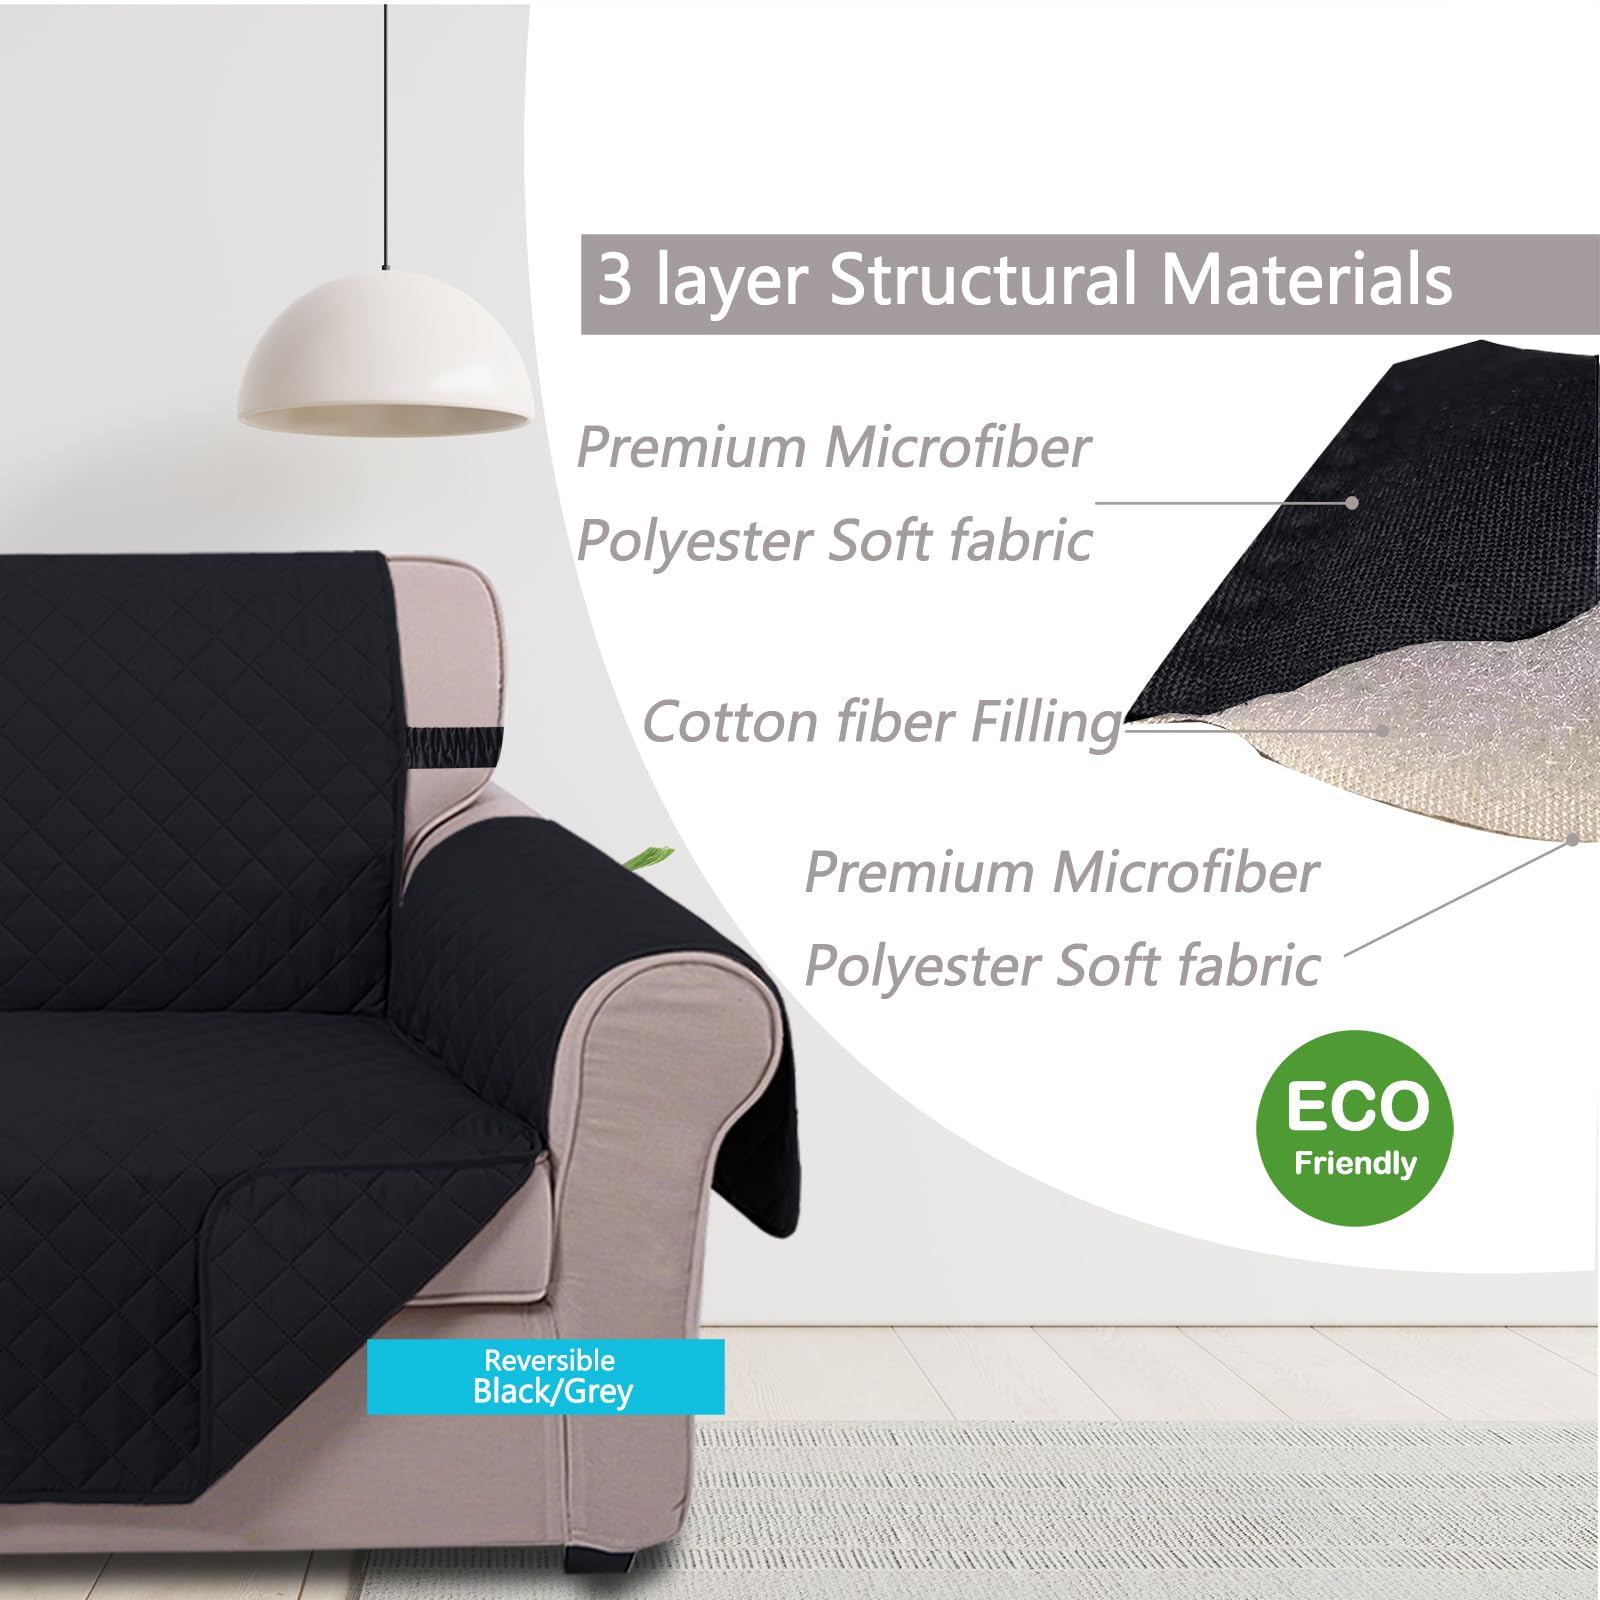 3 layer Structural Materials
Premium Microfiber
Polyester Soft fabric
Cotton fiber Filling
Premium Microfiber
Polyester Soft fabric
ECO
Friendly
Reversible
Black/Grey